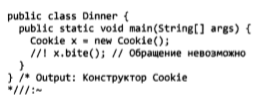 public class Dinner {
public static void main(String[] args) {
Cookie x = new Cookie();
//! x.bite(); // Обращение невозможно
}
} /* Output: Конструктор Cookie
*///:~